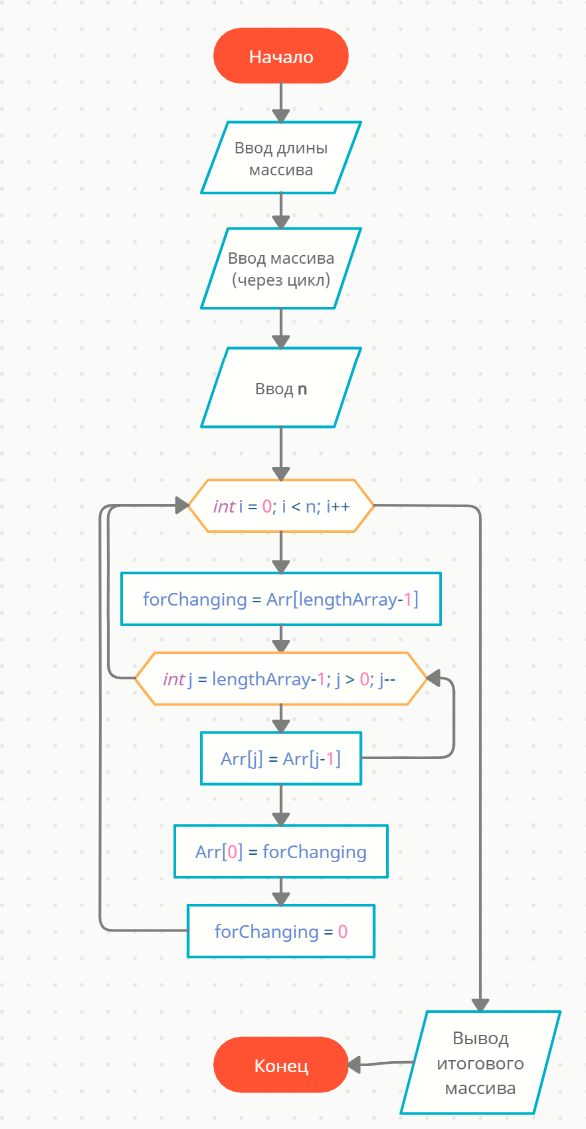 Начало
Ввод длины
массива
Ввод массива
(через цикл)
Ввод n
int i = 0; i < n; i++
forChanging = Arr[lengthArray-1]
int j = lengthArray-1; j > 0; j--
Arr[j] = Arr[j-1]
Arr[0] = forChanging
forChanging = 0
Вывод
итогового
массива
Конец